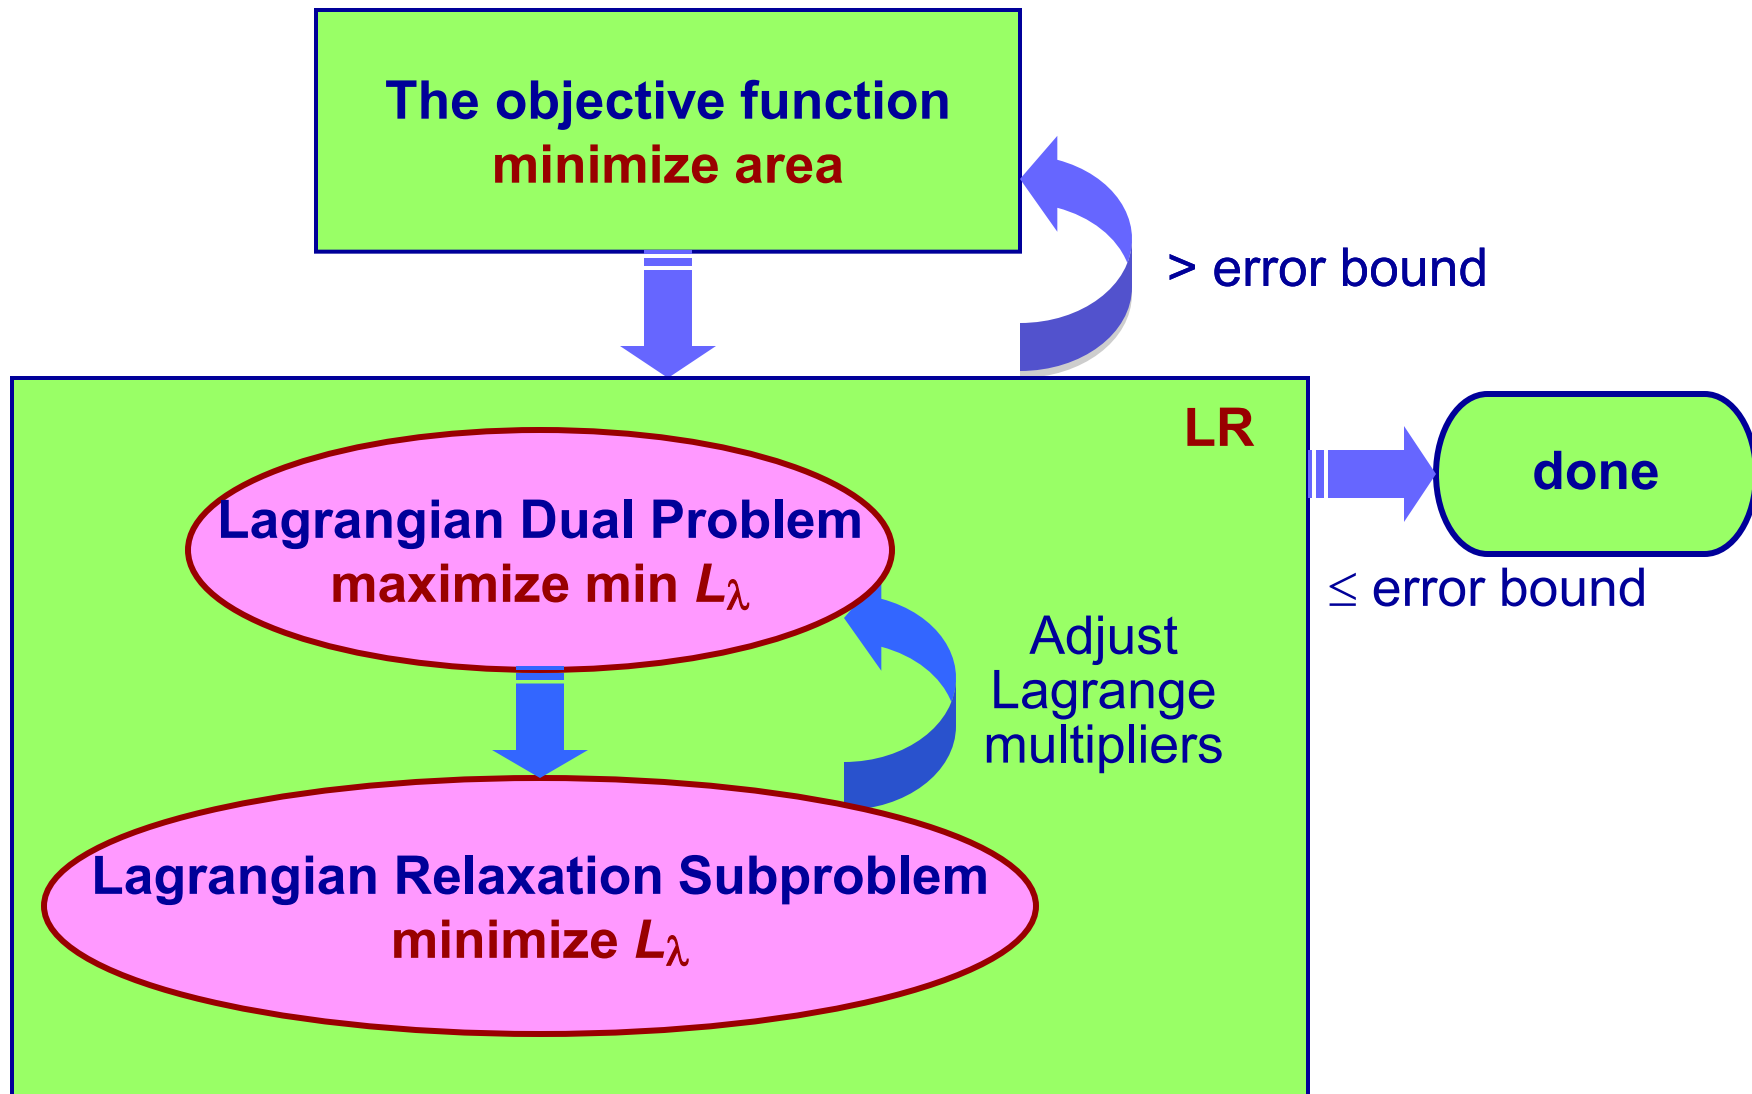 The objective function
minimize area
> error bound
LR
done
≤ error bound
Lagrangian Dual Problem
maximize min Lλ
Adjust
Lagrange
multipliers
Lagrangian Relaxation Subproblem
minimize Lλ